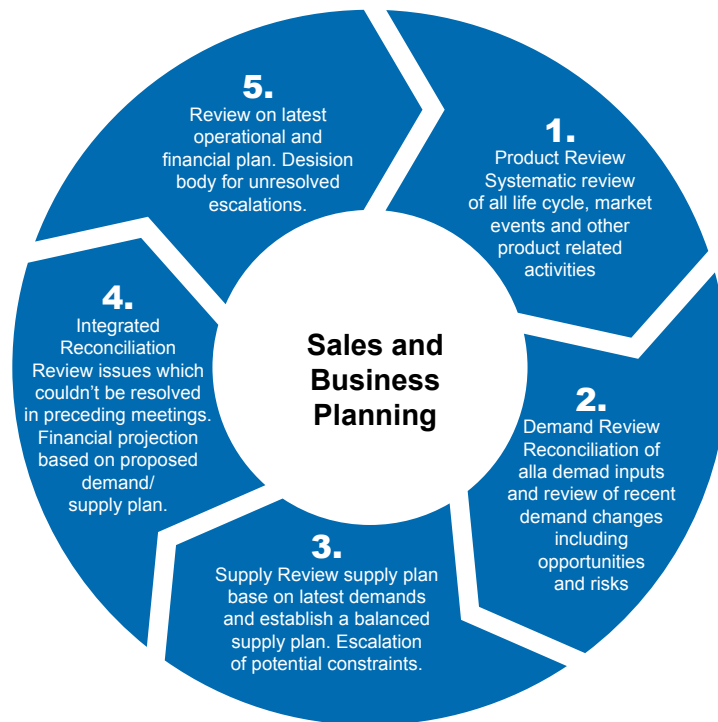 1.
Product Review
Systematic review
of all life cycle, market
events and other
product related
activities
2.
Demand Review
Reconciliation of
alla demad inputs
and review of recent
demand changes
including
opportunities
and risks
3.
Supply Review supply plan
base on latest demands
and establish a balanced
supply plan. Escalation
of potential constraints.
4.
Integrated
Reconciliation
Review issues which
couldn’t be resolved
in preceding meetings.
Financial projection
based on proposed
demand/
supply plan.
5.
Review on latest
operational and
financial plan. Desision
body for unresolved
escalations.
Sales and
Business
Planning